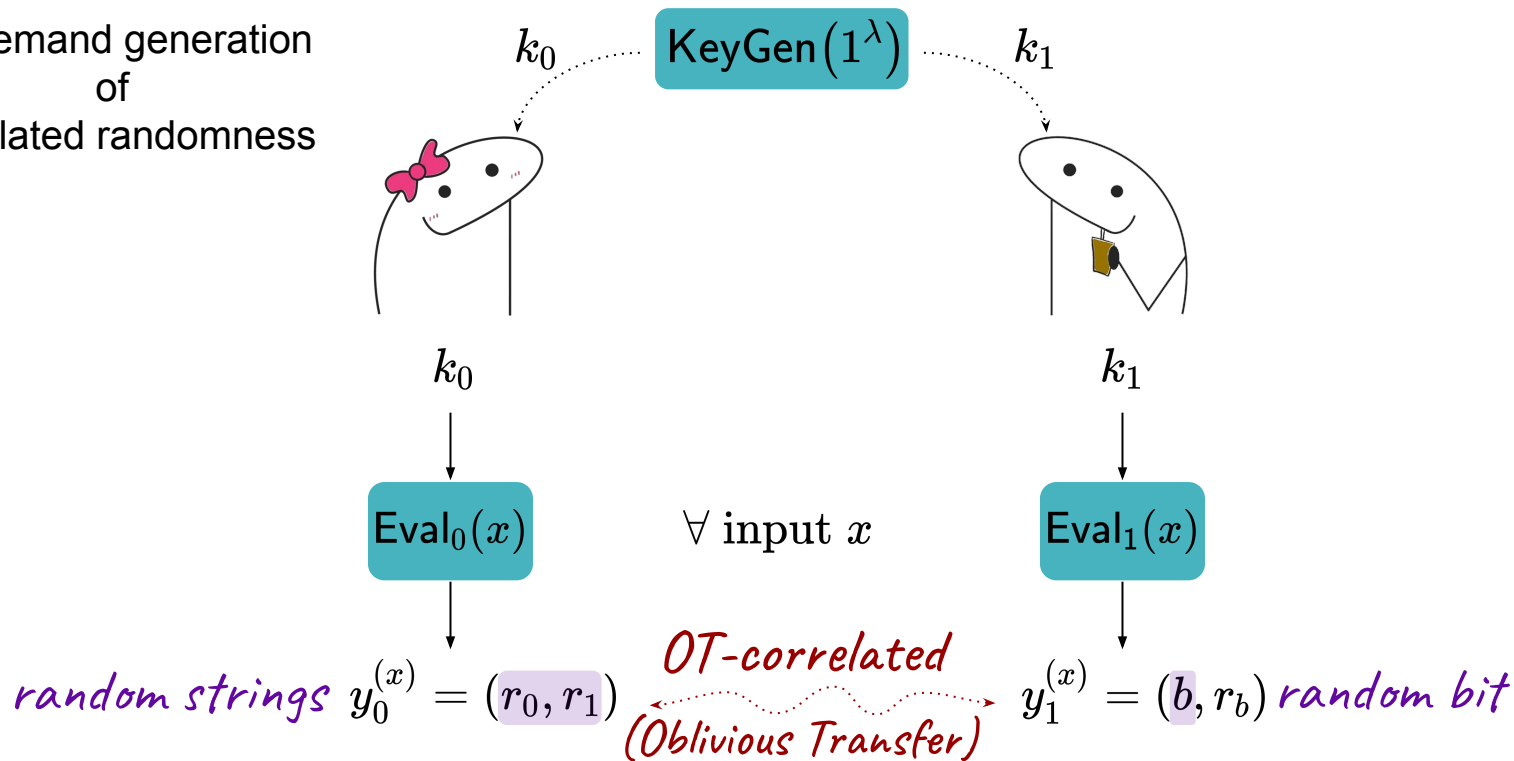 emand generation
of
lated randomness
k₀
KeyGen(1^λ)
k₁
k₀
k₁
Eval₀(x)
∀ input x
Eval₁(x)
random strings y₀^(x) = (r₀, r₁)
OT-correlated
(Oblivious Transfer)
y₁^(x) = (b, r_b) random bit